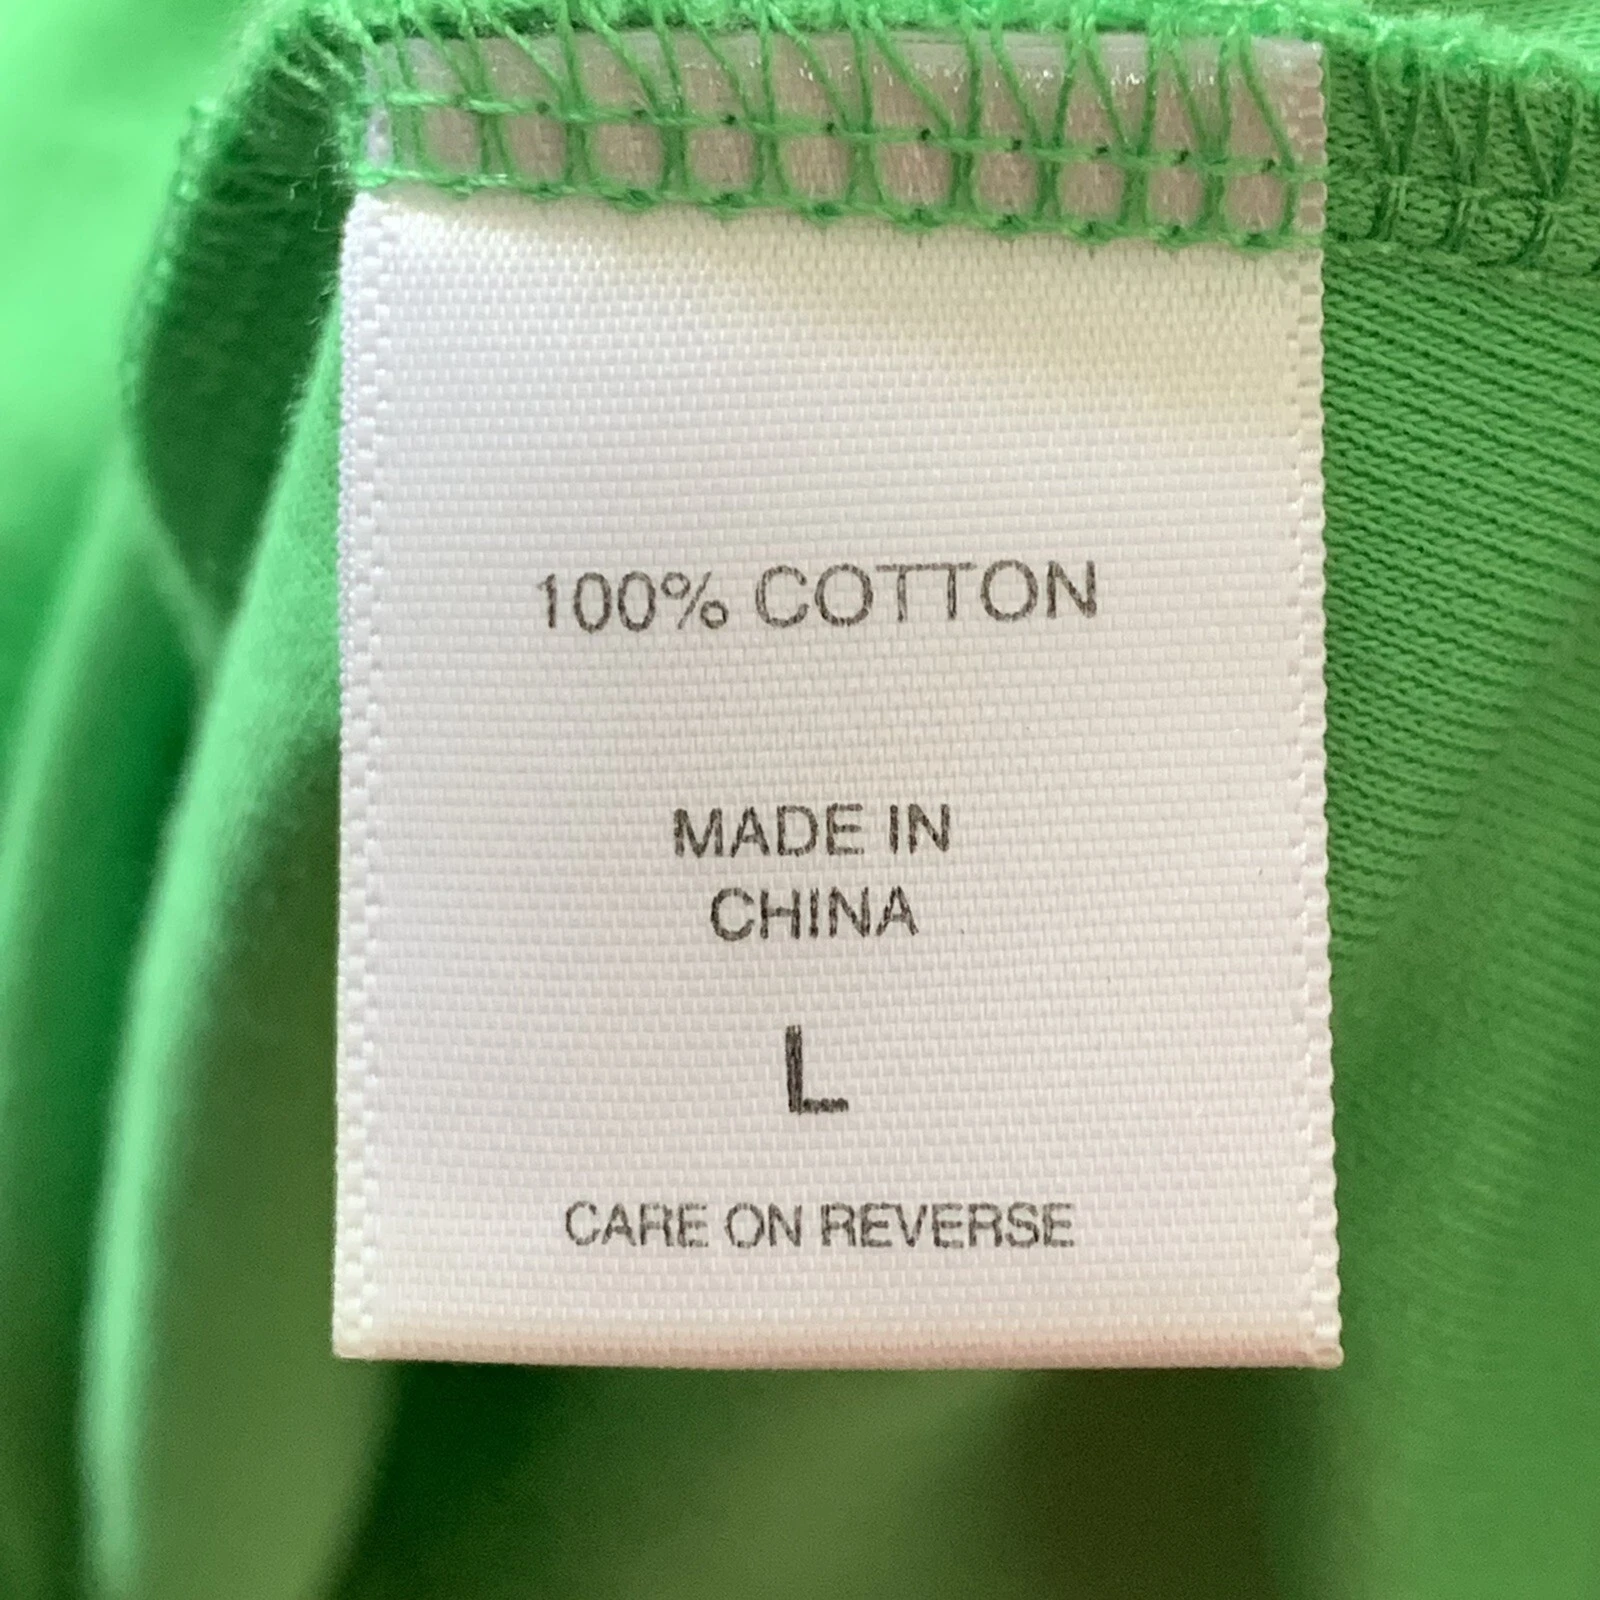 100% COTTON
MADE IN
CHINA
L
CARE ON REVERSE